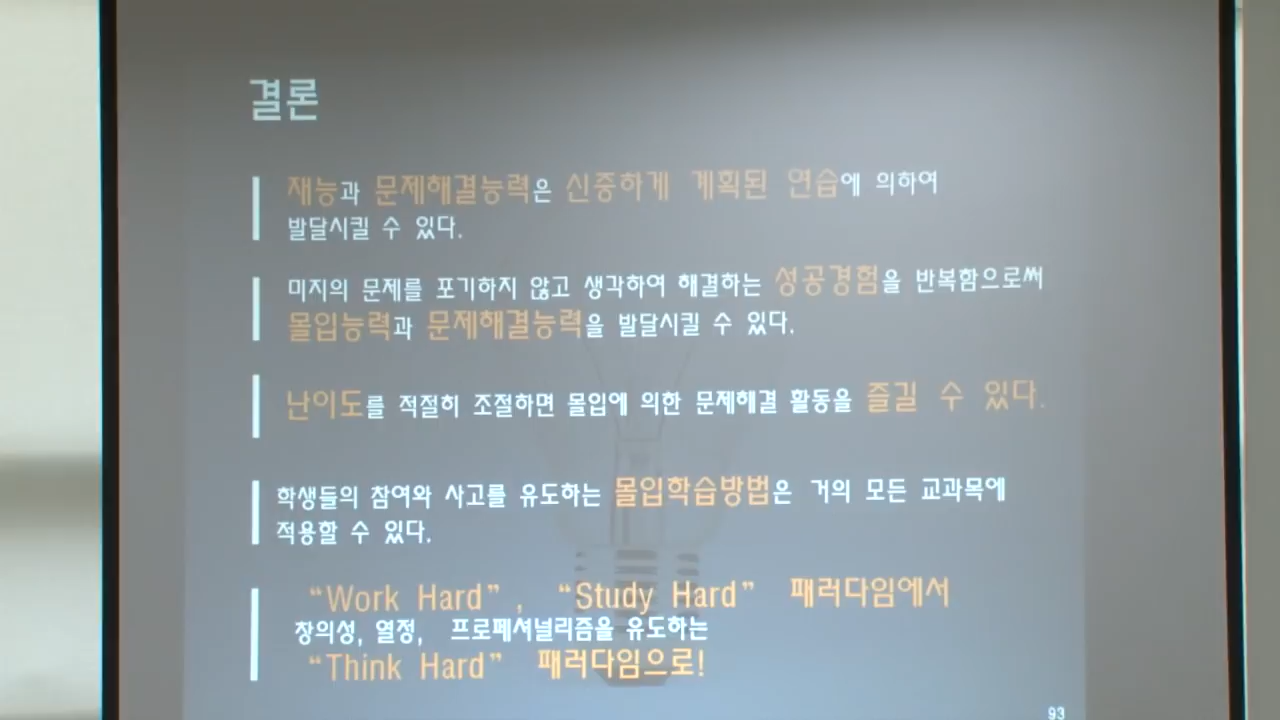 결론
재능과 문제해결능력은 신중하게 계획된 연습에 의하여
발달시킬 수 있다.
미지의 문제를 포기하지 않고 생각하여 해결하는 성공경험을 반복함으로써
몰입능력과 문제해결능력을 발달시킬 수 있다.
난이도를 적절히 조절하면 몰입에 의한 문제해결 활동을 즐길 수 있다.
학생들의 참여와 사고를 유도하는 몰입학습방법은 거의 모든 교과목에
적용할 수 있다.
“Work Hard”, “Study Hard” 패러다임에서
창의성, 열정, 프로페셔널리즘을 유도하는
“Think Hard” 패러다임으로!
93